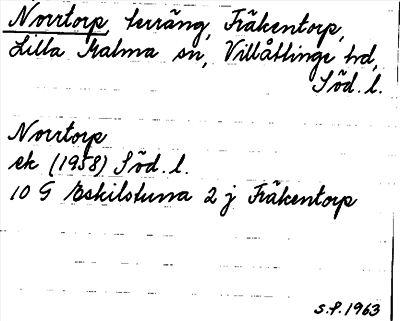 Norrtorp, terräng, Fräkentorp,
Lilla Malma sn, Villåttinge hd,
Söd. l.
Norrtorp
ek (1958) Söd. l.
10 G Eskilstuna 2 j Fräkentorp
s.f. 1963